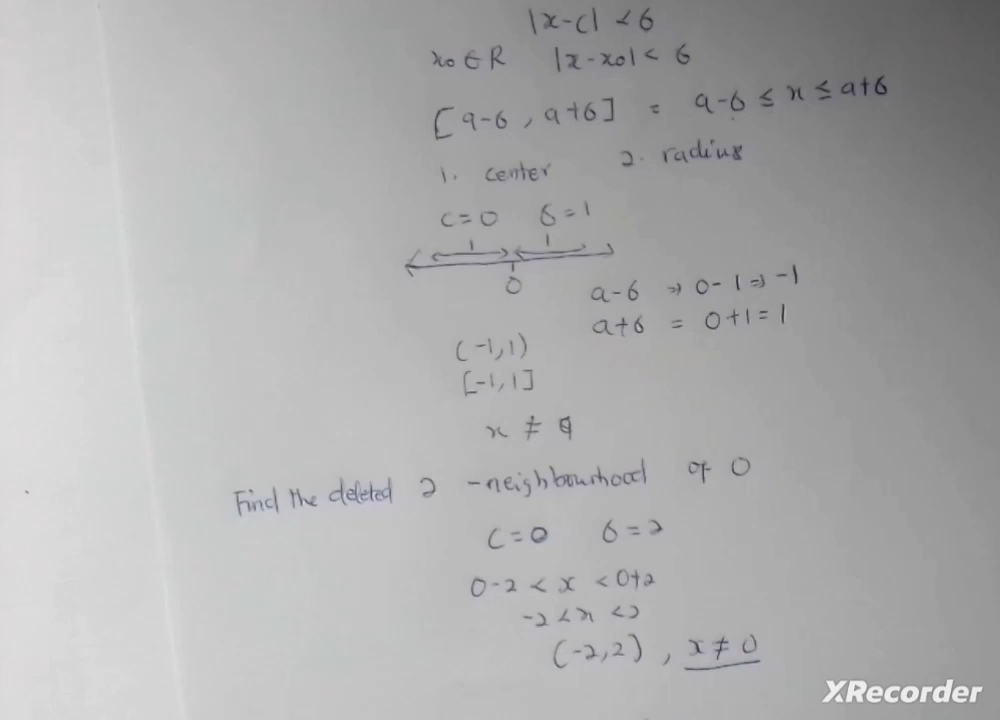 |x-c| < δ
x₀ ∈ R |x-x₀| < δ
[a-δ, a+δ] = a-δ ≤ x ≤ a+δ
1. center 2. radius
c=0 δ=1
1 1
0
a-δ ⇒ 0-1 ⇒ -1
a+δ = 0+1=1
(-1,1)
[-1,1]
x ≠
Find the deleted 2 -neighbourhood of 0
c=0 δ=2
0-2 < x < 0+2
-2 < x < 2
(-2,2), x ≠ 0
XRecorder